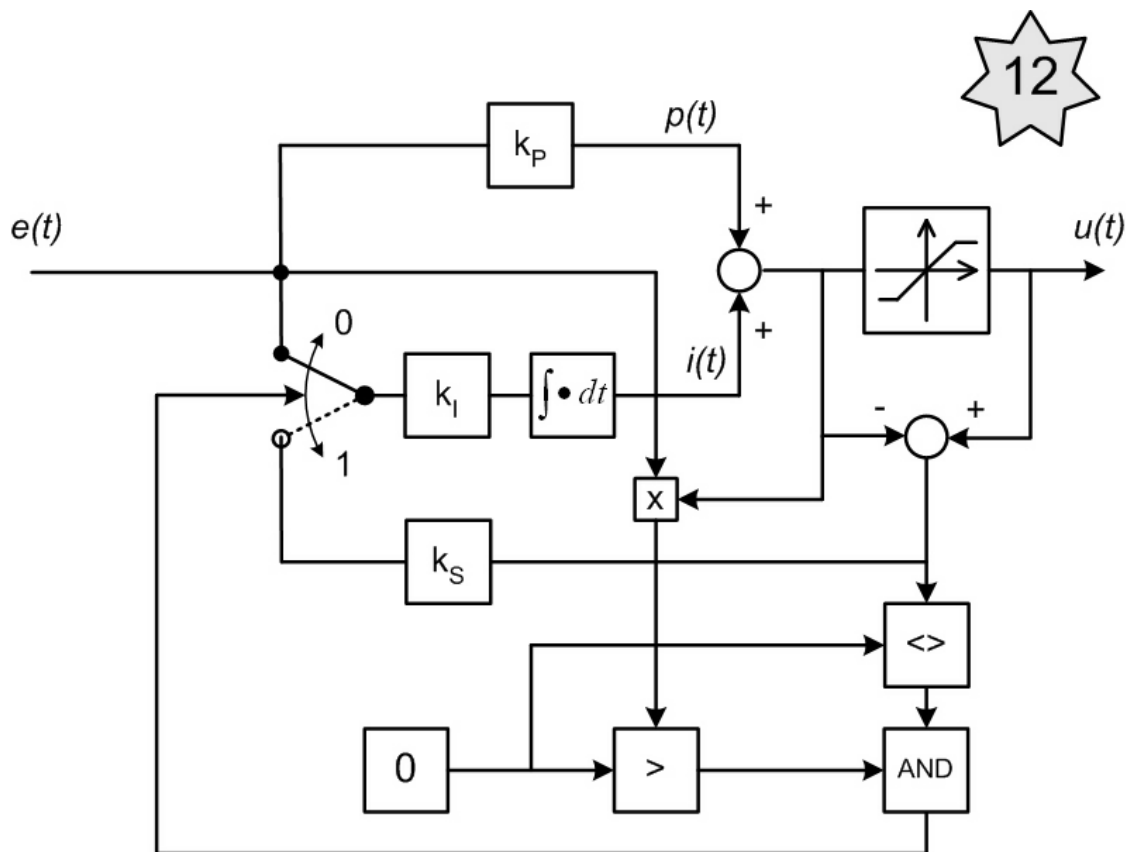 12
p(t)
kP
+
e(t)
u(t)
0
+
i(t)
kI
∫ • dt
- +
1
x
kS
<>
0
>
AND